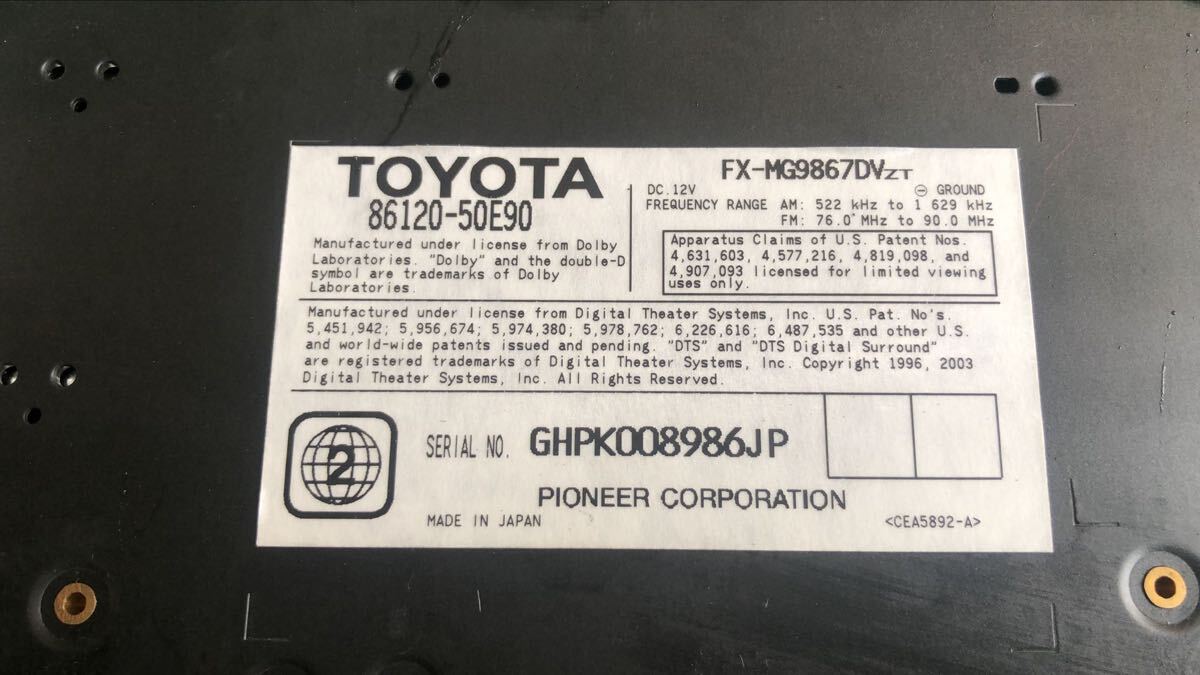 TOYOTA
86120-50E90
Manufactured under license from Dolby
Laboratories. "Dolby" and the double-D
symbol are trademarks of Dolby
Laboratories.
FX-MG9867DVZT
DC.12V ⊖ GROUND
FREQUENCY RANGE AM: 522 kHz to 1 629 kHz
FM: 76.0 MHz to 90.0 MHz
Apparatus Claims of U.S. Patent Nos.
4,631,603, 4,577,216, 4,819,098, and
4,907,093 licensed for limited viewing
uses only.
Manufactured under license from Digital Theater Systems, Inc. U.S. Pat. No's.
5,451,942; 5,956,674; 5,974,380; 5,978,762; 6,226,616; 6,487,535 and other U.S.
and world-wide patents issued and pending. "DTS" and "DTS Digital Surround"
are registered trademarks of Digital Theater Systems, Inc. Copyright 1996, 2003
Digital Theater Systems, Inc. All Rights Reserved.
2
SERIAL NO. GHPK008986JP
PIONEER CORPORATION
MADE IN JAPAN
<CEA5892-A>